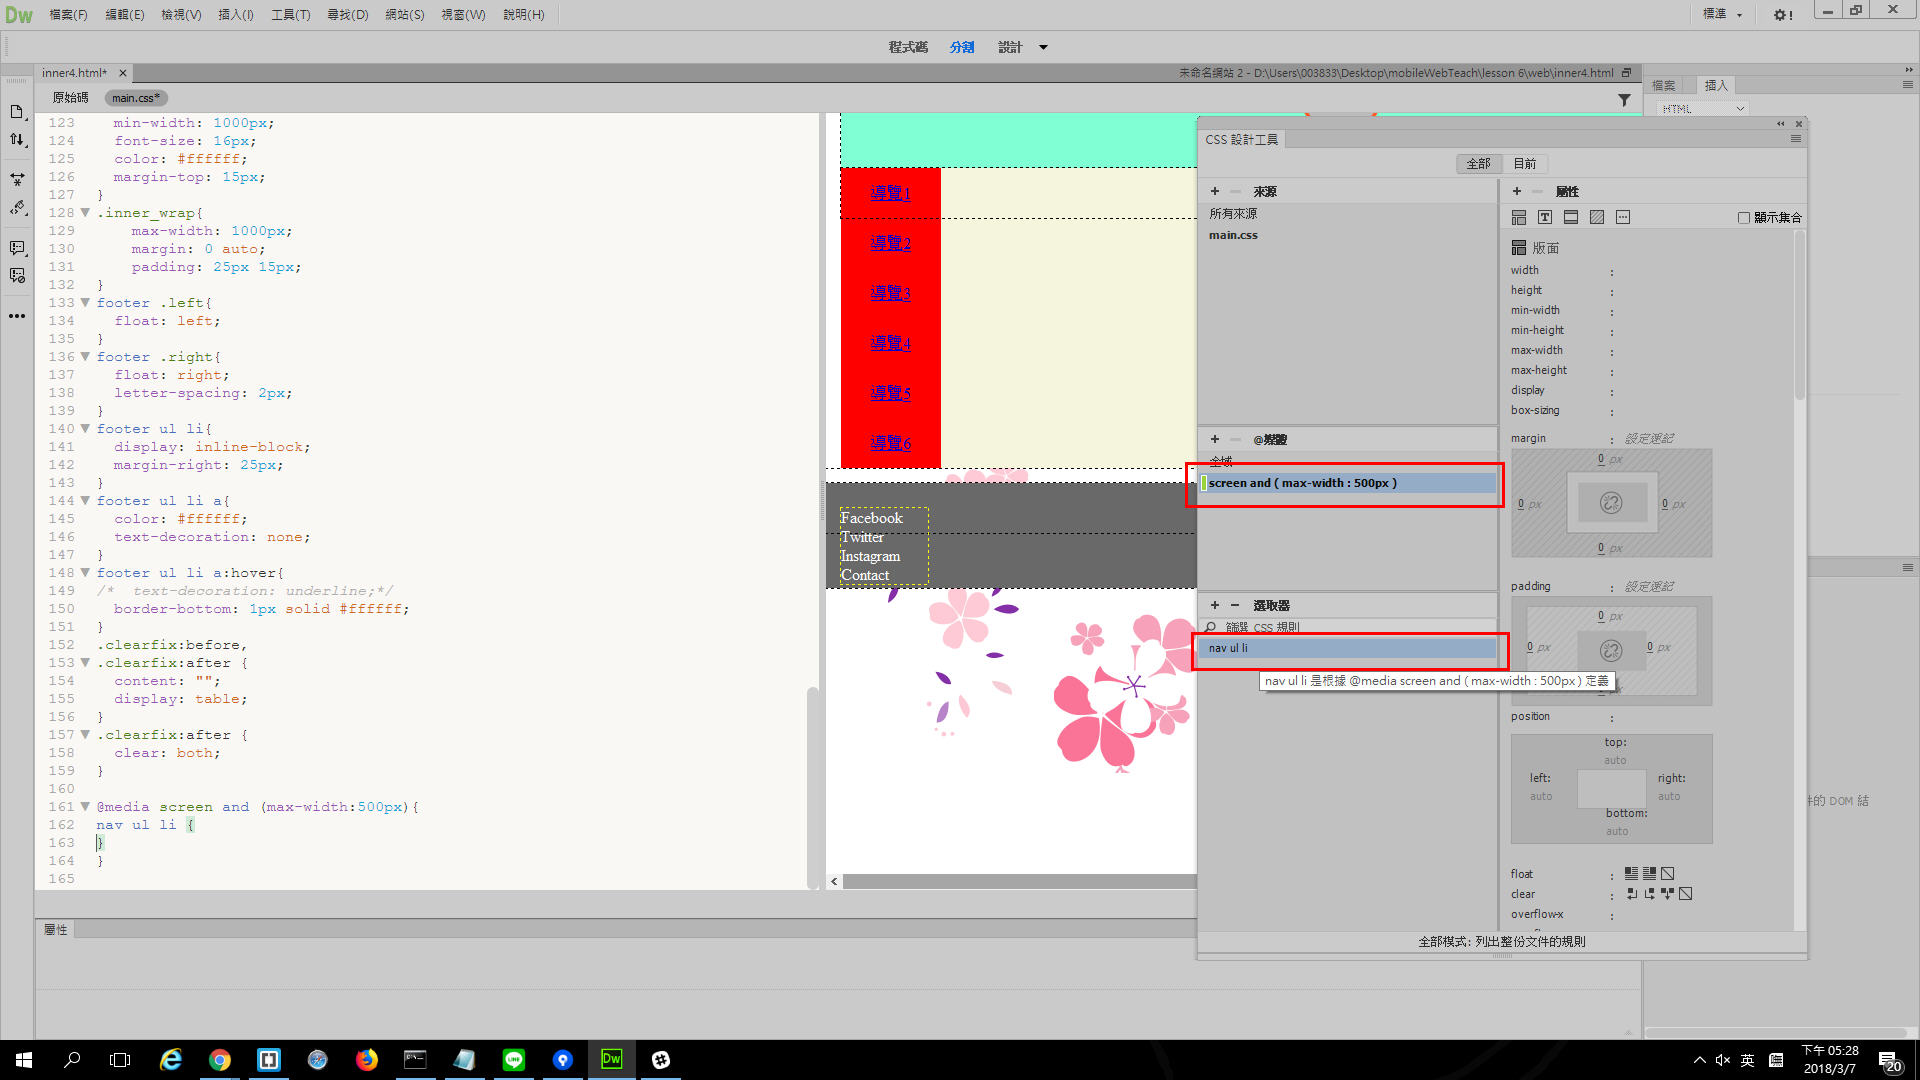 Dw 檔案(F) 編輯(E) 檢視(V) 插入(I) 工具(T) 尋找(D) 網站(S) 視窗(W) 說明(H) 標準
程式碼 分割 設計
inner4.html* 未命名網站 2 - D:\Users\003833\Desktop\mobileWebTeach\lesson 6\web\inner4.html
原始碼 main.css*
123 min-width: 1000px;
124 font-size: 16px;
125 color: #ffffff;
126 margin-top: 15px;
127 }
128 .inner_wrap{
129 max-width: 1000px;
130 margin: 0 auto;
131 padding: 25px 15px;
132 }
133 footer .left{
134 float: left;
135 }
136 footer .right{
137 float: right;
138 letter-spacing: 2px;
139 }
140 footer ul li{
141 display: inline-block;
142 margin-right: 25px;
143 }
144 footer ul li a{
145 color: #ffffff;
146 text-decoration: none;
147 }
148 footer ul li a:hover{
149 /* text-decoration: underline;*/
150 border-bottom: 1px solid #ffffff;
151 }
152 .clearfix:before,
153 .clearfix:after {
154 content: "";
155 display: table;
156 }
157 .clearfix:after {
158 clear: both;
159 }
160
161 @media screen and (max-width:500px){
162 nav ul li {
163 }
164 }
165
導覽1
導覽2
導覽3
導覽4
導覽5
導覽6
Facebook
Twitter
Instagram
Contact
CSS 設計工具
全部 目前
來源
所有來源
main.css
@媒體
全域
screen and ( max-width : 500px )
選取器
篩選 CSS 規則
nav ul li
nav ul li 是根據 @media screen and ( max-width : 500px ) 定義
屬性
顯示集合
版面
width :
height :
min-width :
min-height :
max-width :
max-height :
display :
box-sizing :
margin : 設定速記
0 px
0 px 0 px
0 px
padding : 設定速記
0 px
0 px 0 px
px
position :
top:
auto
left: right:
auto auto
bottom:
auto
float :
clear :
overflow-x :
全部模式: 列出整份文件的規則
檔案 插入
HTML
件的 DOM 結
屬性
Dw
LINE
英
下午 05:28
2018/3/7
20